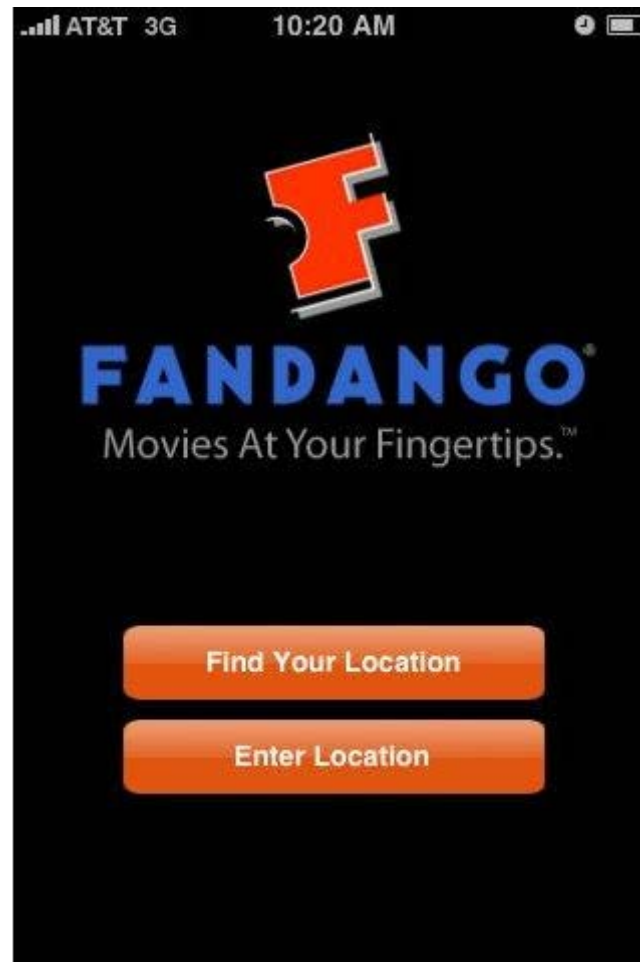 AT&T 3G 10:20 AM
F
FANDANGO®
Movies At Your Fingertips.™
Find Your Location
Enter Location